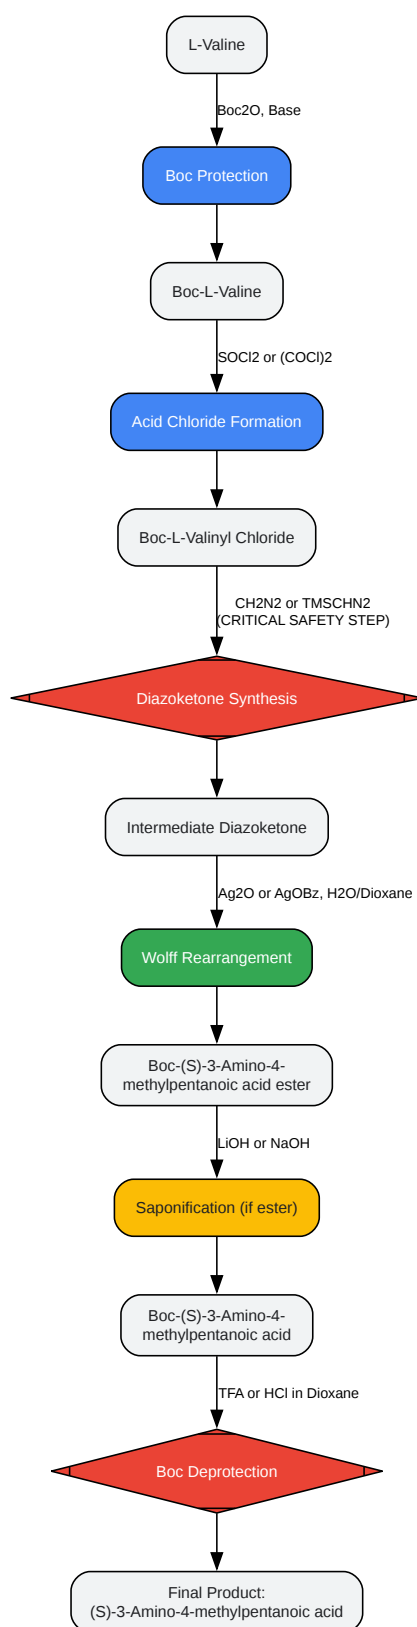 L-Valine
Boc2O, Base
Boc Protection
Boc-L-Valine
SOCl2 or (COCl)2
Acid Chloride Formation
Boc-L-Valinyl Chloride
CH2N2 or TMSCHN2
(CRITICAL SAFETY STEP)
Diazoketone Synthesis
Intermediate Diazoketone
Ag2O or AgOBz, H2O/Dioxane
Wolff Rearrangement
Boc-(S)-3-Amino-4-
methylpentanoic acid ester
LiOH or NaOH
Saponification (if ester)
Boc-(S)-3-Amino-4-
methylpentanoic acid
TFA or HCl in Dioxane
Boc Deprotection
Final Product:
(S)-3-Amino-4-methylpentanoic acid